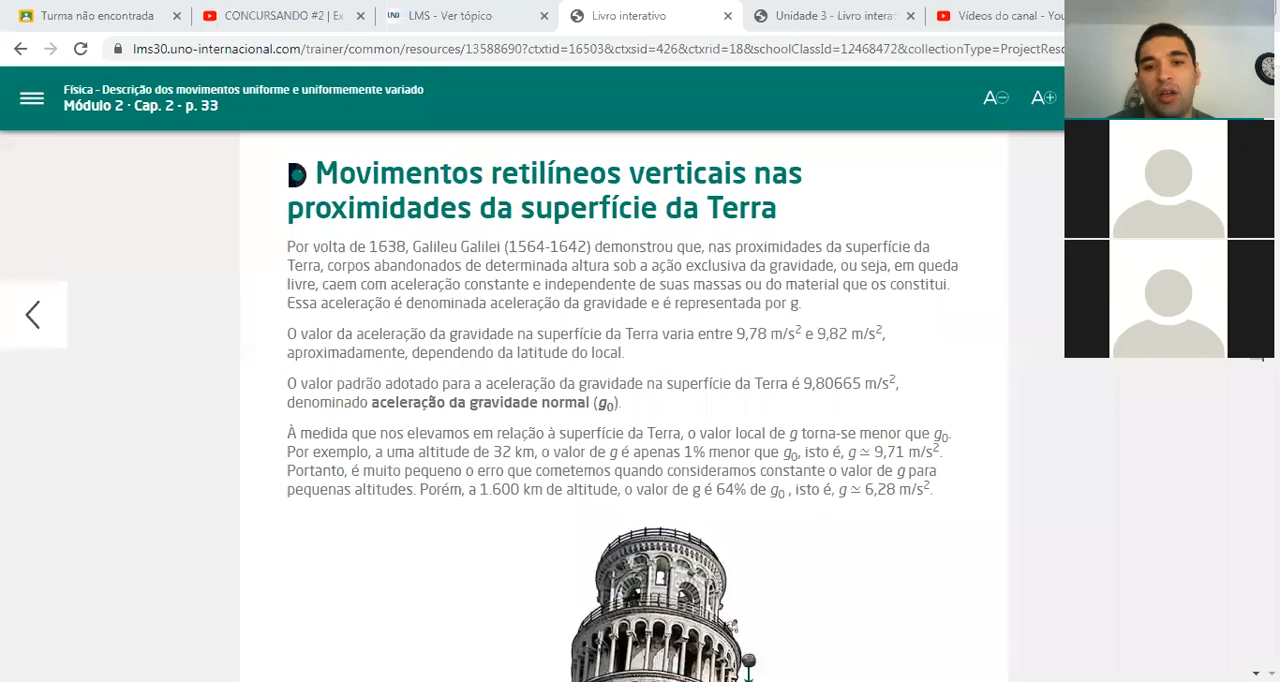 Turma não encontrada
CONCURSANDO #2 | Ex
LMS - Ver tópico
Livro interativo
Unidade 3 - Livro intera
Vídeos do canal - You
lms30.uno-internacional.com/trainer/common/resources/13588690?ctxtid=16503&ctxsid=426&ctxrid=18&schoolClassId=12468472&collectionType=ProjectReso
Física - Descrição dos movimentos uniforme e uniformemente variado
Módulo 2 · Cap. 2 - p. 33
A A
Movimentos retilíneos verticais nas
proximidades da superfície da Terra
Por volta de 1638, Galileu Galilei (1564-1642) demonstrou que, nas proximidades da superfície da
Terra, corpos abandonados de determinada altura sob a ação exclusiva da gravidade, ou seja, em queda
livre, caem com aceleração constante e independente de suas massas ou do material que os constitui.
Essa aceleração é denominada aceleração da gravidade e é representada por g.
O valor da aceleração da gravidade na superfície da Terra varia entre 9,78 m/s² e 9,82 m/s²,
aproximadamente, dependendo da latitude do local.
O valor padrão adotado para a aceleração da gravidade na superfície da Terra é 9,80665 m/s²,
denominado aceleração da gravidade normal (g₀).
À medida que nos elevamos em relação à superfície da Terra, o valor local de g torna-se menor que g₀.
Por exemplo, a uma altitude de 32 km, o valor de g é apenas 1% menor que g₀, isto é, g ≃ 9,71 m/s².
Portanto, é muito pequeno o erro que cometemos quando consideramos constante o valor de g para
pequenas altitudes. Porém, a 1.600 km de altitude, o valor de g é 64% de g₀ , isto é, g ≃ 6,28 m/s².